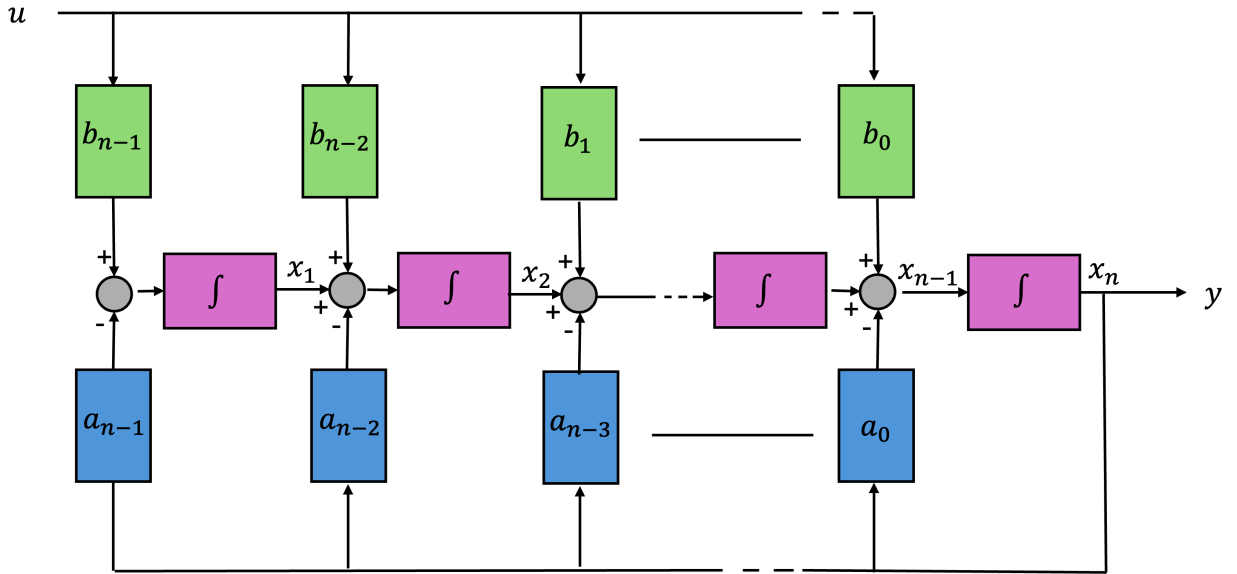 u
b_{n−1} b_{n−2} b_1 b_0
+ + + +
∫ x_1 ∫ x_2 ∫ x_{n−1} ∫ x_n y
+ + +
- - - -
a_{n−1} a_{n−2} a_{n−3} a_0